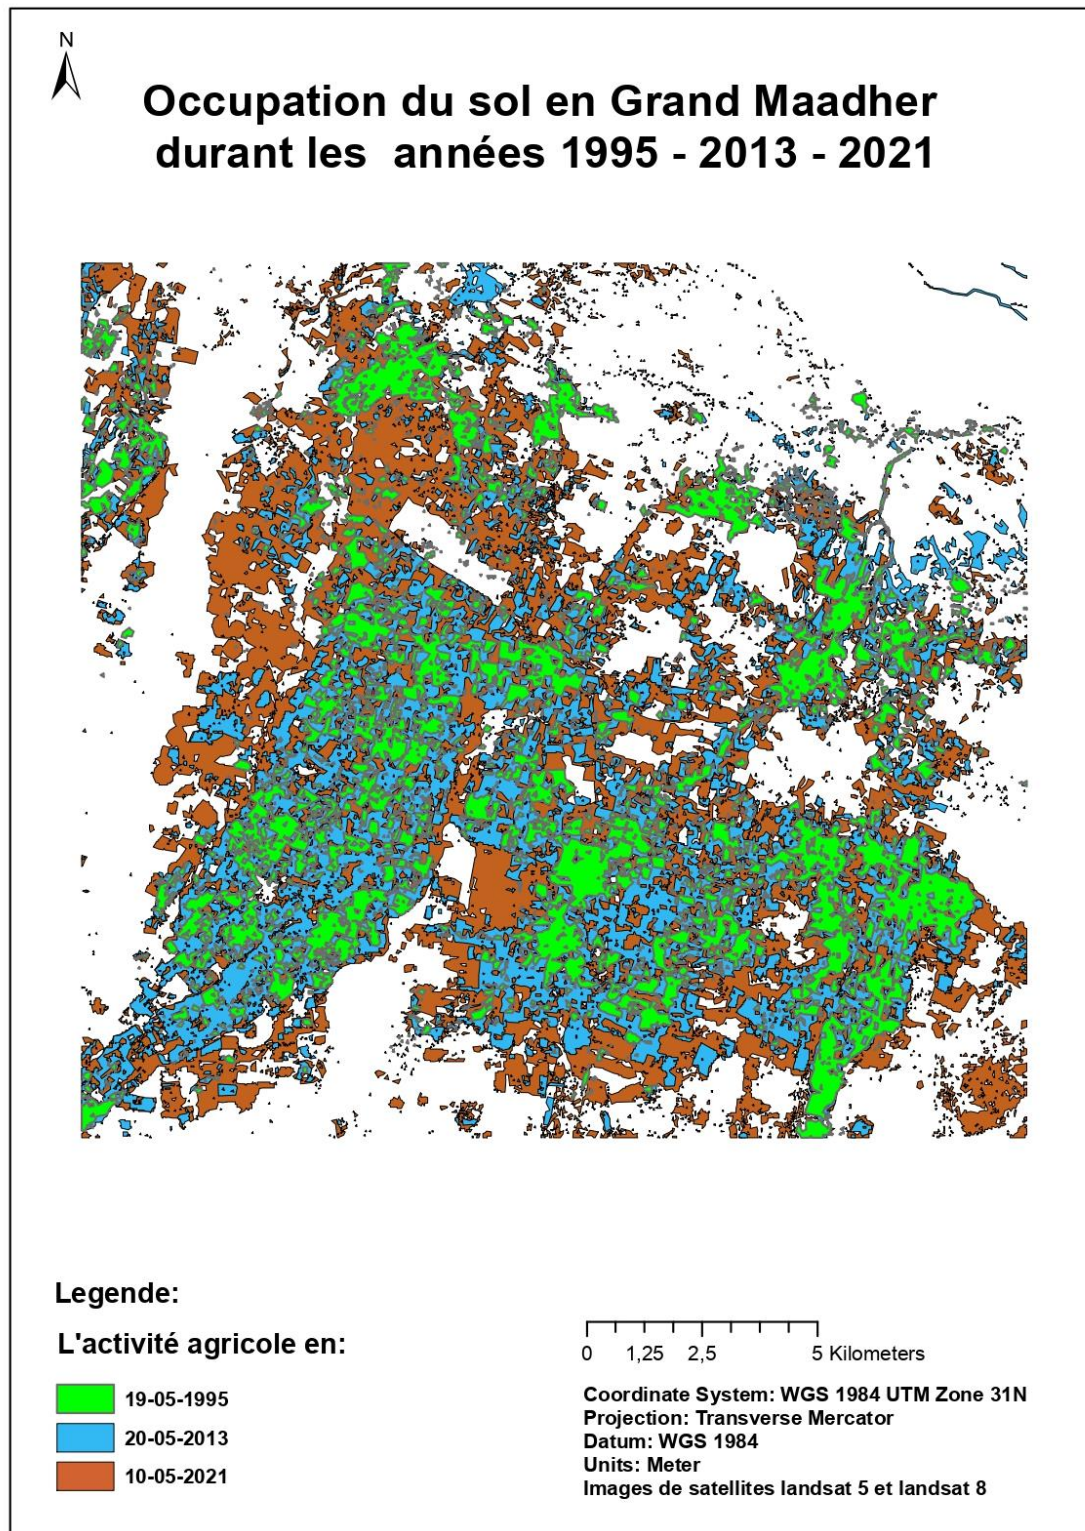 N
Occupation du sol en Grand Maadher
durant les années 1995 - 2013 - 2021
Legende:
L'activité agricole en:
19-05-1995
20-05-2013
10-05-2021
0 1,25 2,5 5 Kilometers
Coordinate System: WGS 1984 UTM Zone 31N
Projection: Transverse Mercator
Datum: WGS 1984
Units: Meter
Images de satellites landsat 5 et landsat 8